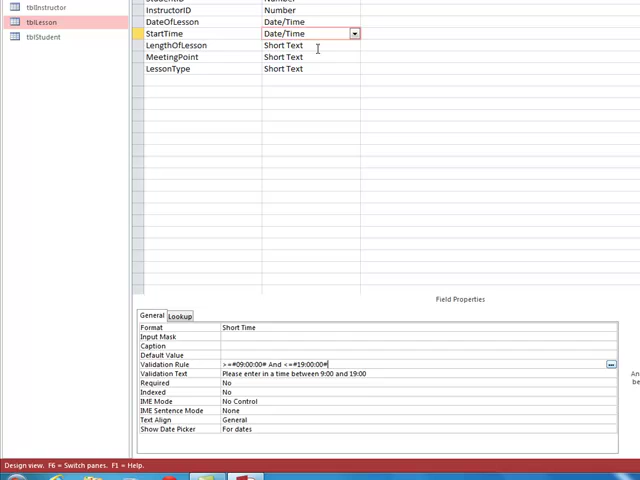 tblInstructor
tblLesson
tblStudent
InstructorID Number
DateOfLesson Date/Time
StartTime Date/Time
LengthOfLesson Short Text
MeetingPoint Short Text
LessonType Short Text
Field Properties
General Lookup
Format Short Time
Input Mask
Caption
Default Value
Validation Rule >=#09:00:00# And <=#19:00:00#
Validation Text Please enter in a time between 9:00 and 19:00
Required No
Indexed No
IME Mode No Control
IME Sentence Mode None
Text Align General
Show Date Picker For dates
Design view. F6 = Switch panes. F1 = Help.